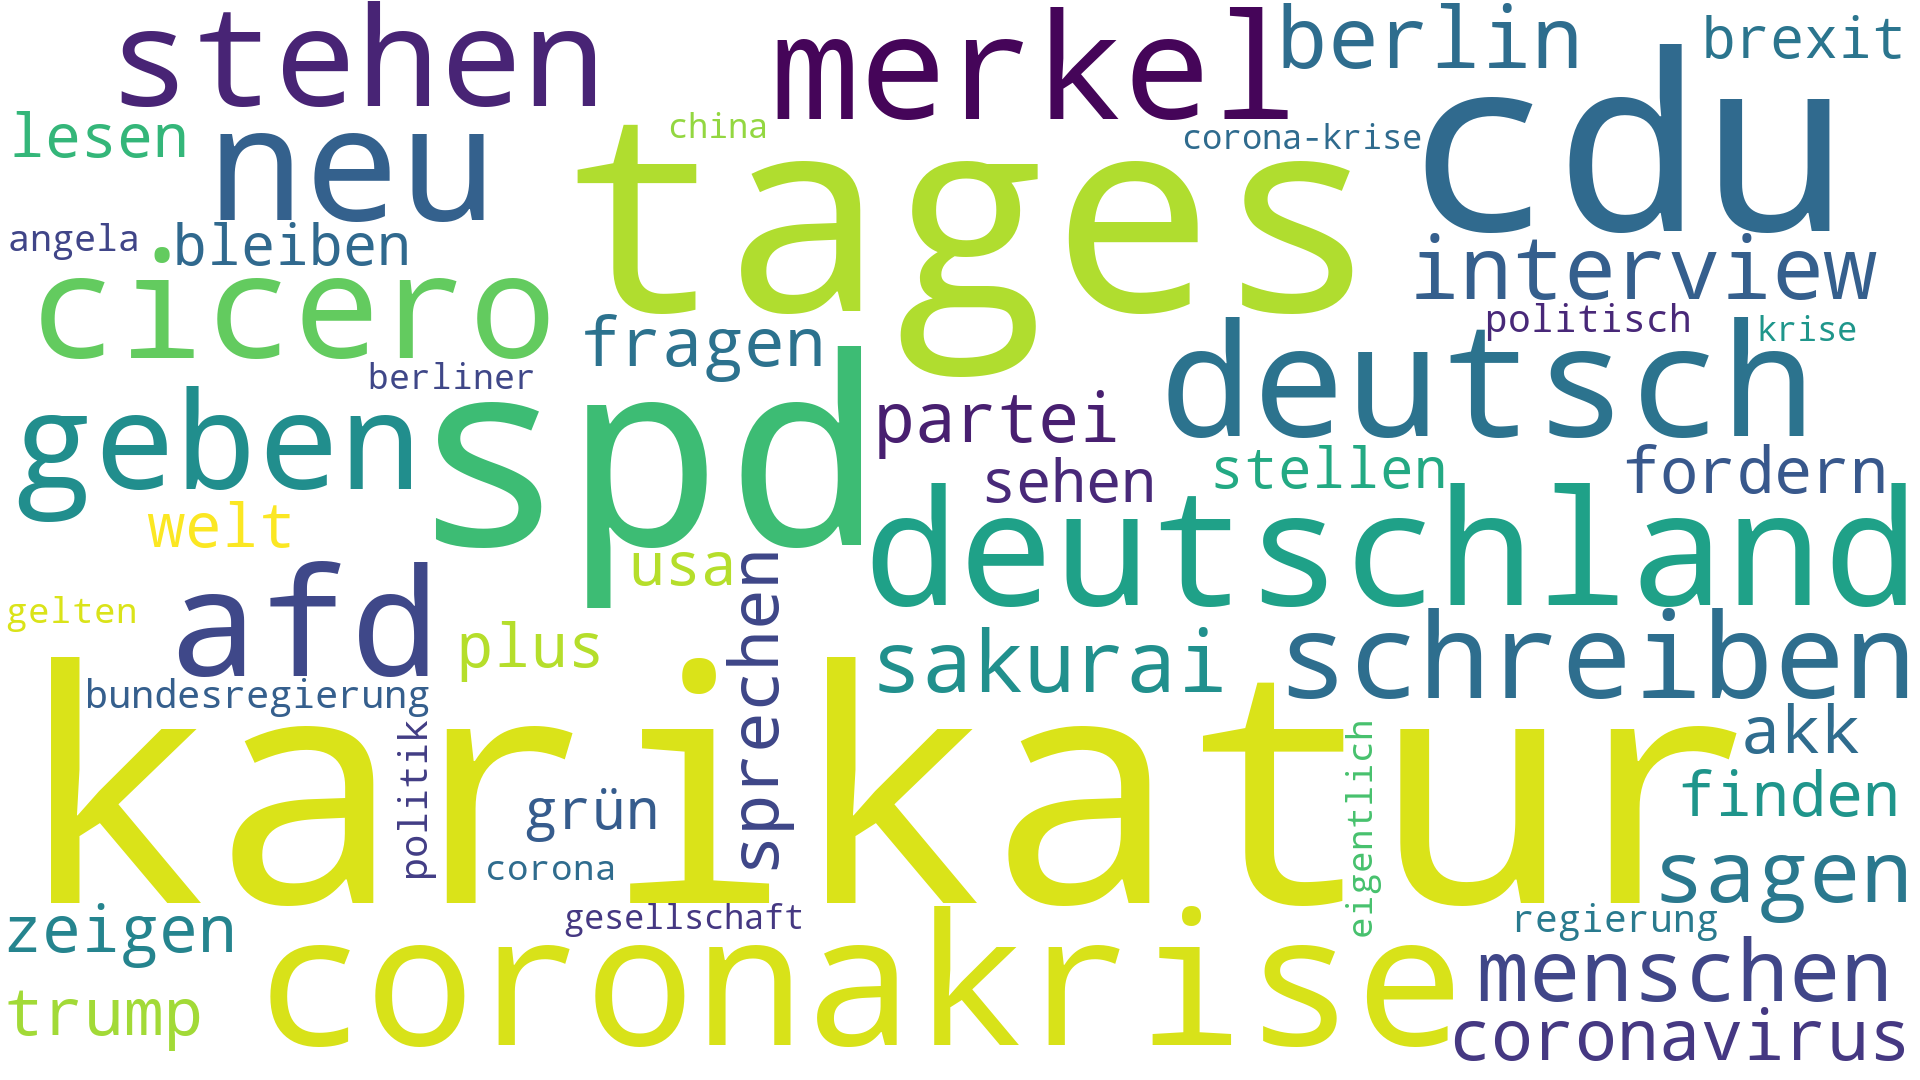 stehen
merkel
berlin
brexit
cdu
lesen
neu
china
tages
corona-krise
angela
bleiben
interview
cicero
fragen
politisch
krise
berliner
deutsch
geben
spd
partei
sehen
stellen
fordern
welt
deutschland
usa
afd
gelten
plus
sprechen
sakurai
schreiben
bundesregierung
karikatur
politik
akk
grün
eigentlich
finden
corona
sagen
zeigen
gesellschaft
regierung
coronakrise
menschen
trump
coronavirus